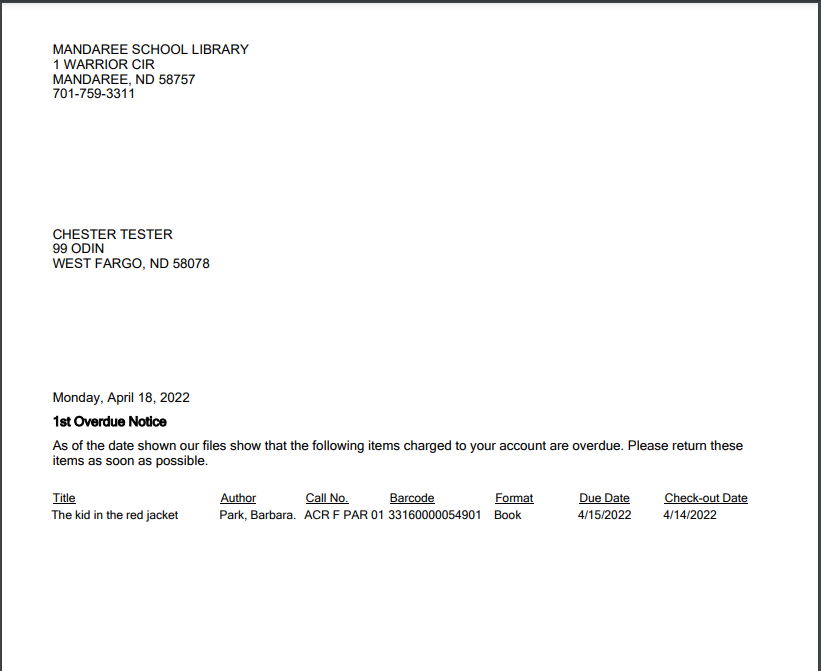 MANDAREE SCHOOL LIBRARY
1 WARRIOR CIR
MANDAREE, ND 58757
701-759-3311
CHESTER TESTER
99 ODIN
WEST FARGO, ND 58078
Monday, April 18, 2022
1st Overdue Notice
As of the date shown our files show that the following items charged to your account are overdue. Please return these
items as soon as possible.
Title Author Call No. Barcode Format Due Date Check-out Date
The kid in the red jacket Park, Barbara. ACR F PAR 01 33160000054901 Book 4/15/2022 4/14/2022